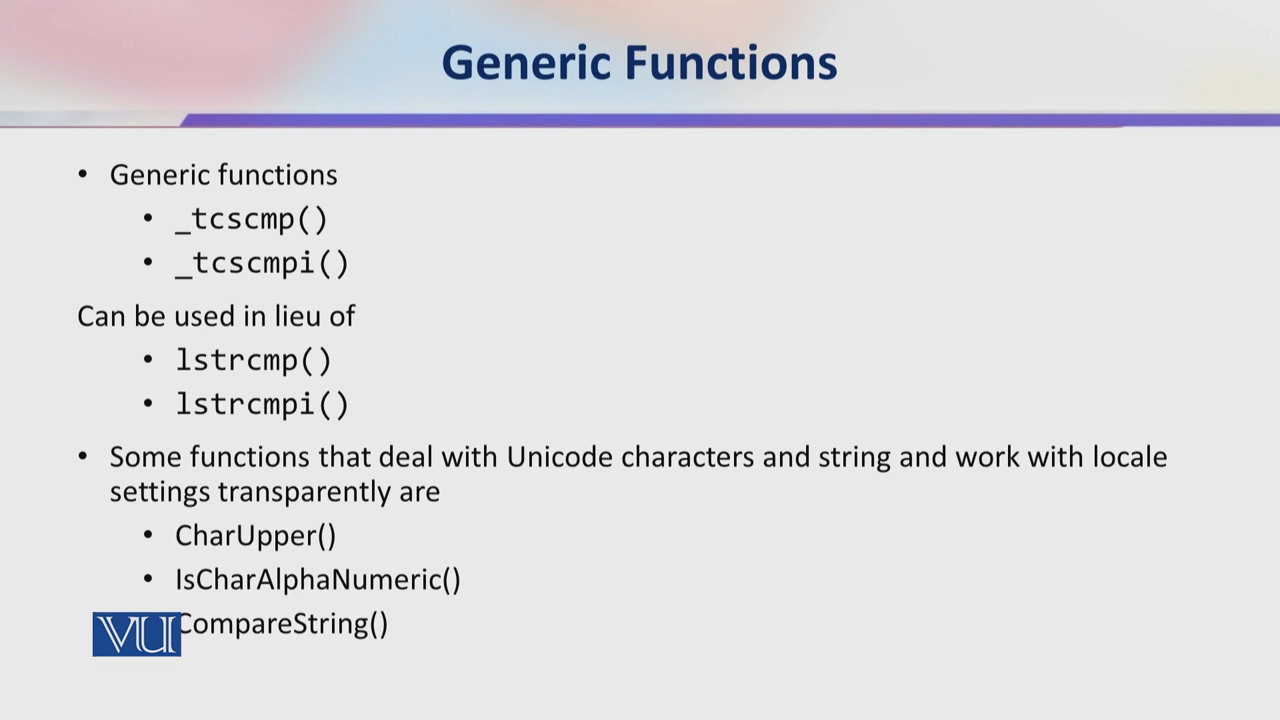 Generic Functions
• Generic functions
• _tcscmp()
• _tcscmpi()
Can be used in lieu of
• lstrcmp()
• lstrcmpi()
• Some functions that deal with Unicode characters and string and work with locale
settings transparently are
• CharUpper()
• IsCharAlphaNumeric()
CompareString()
VU